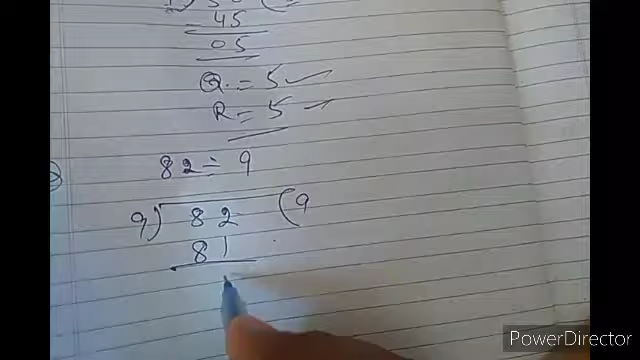 45
05
Q. = 5
R = 5
82 ÷ 9
9) 82 (9
81
PowerDirector